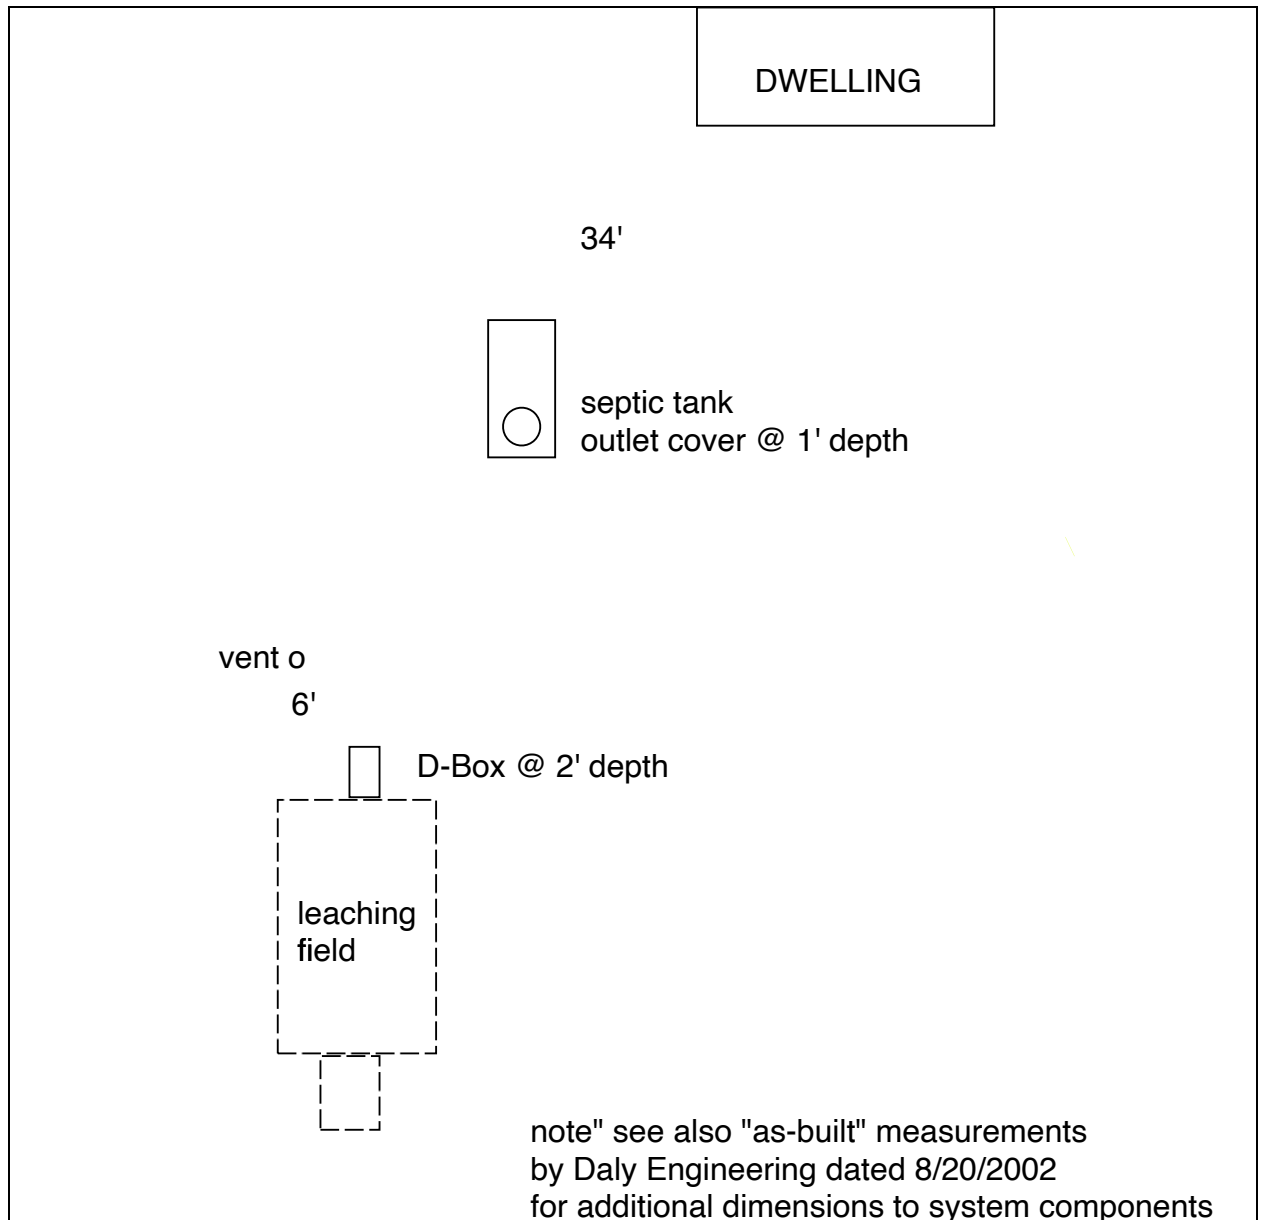 DWELLING
34'
septic tank
outlet cover @ 1' depth
vent o
6'
D-Box @ 2' depth
leaching
field
note" see also "as-built" measurements
by Daly Engineering dated 8/20/2002
for additional dimensions to system components